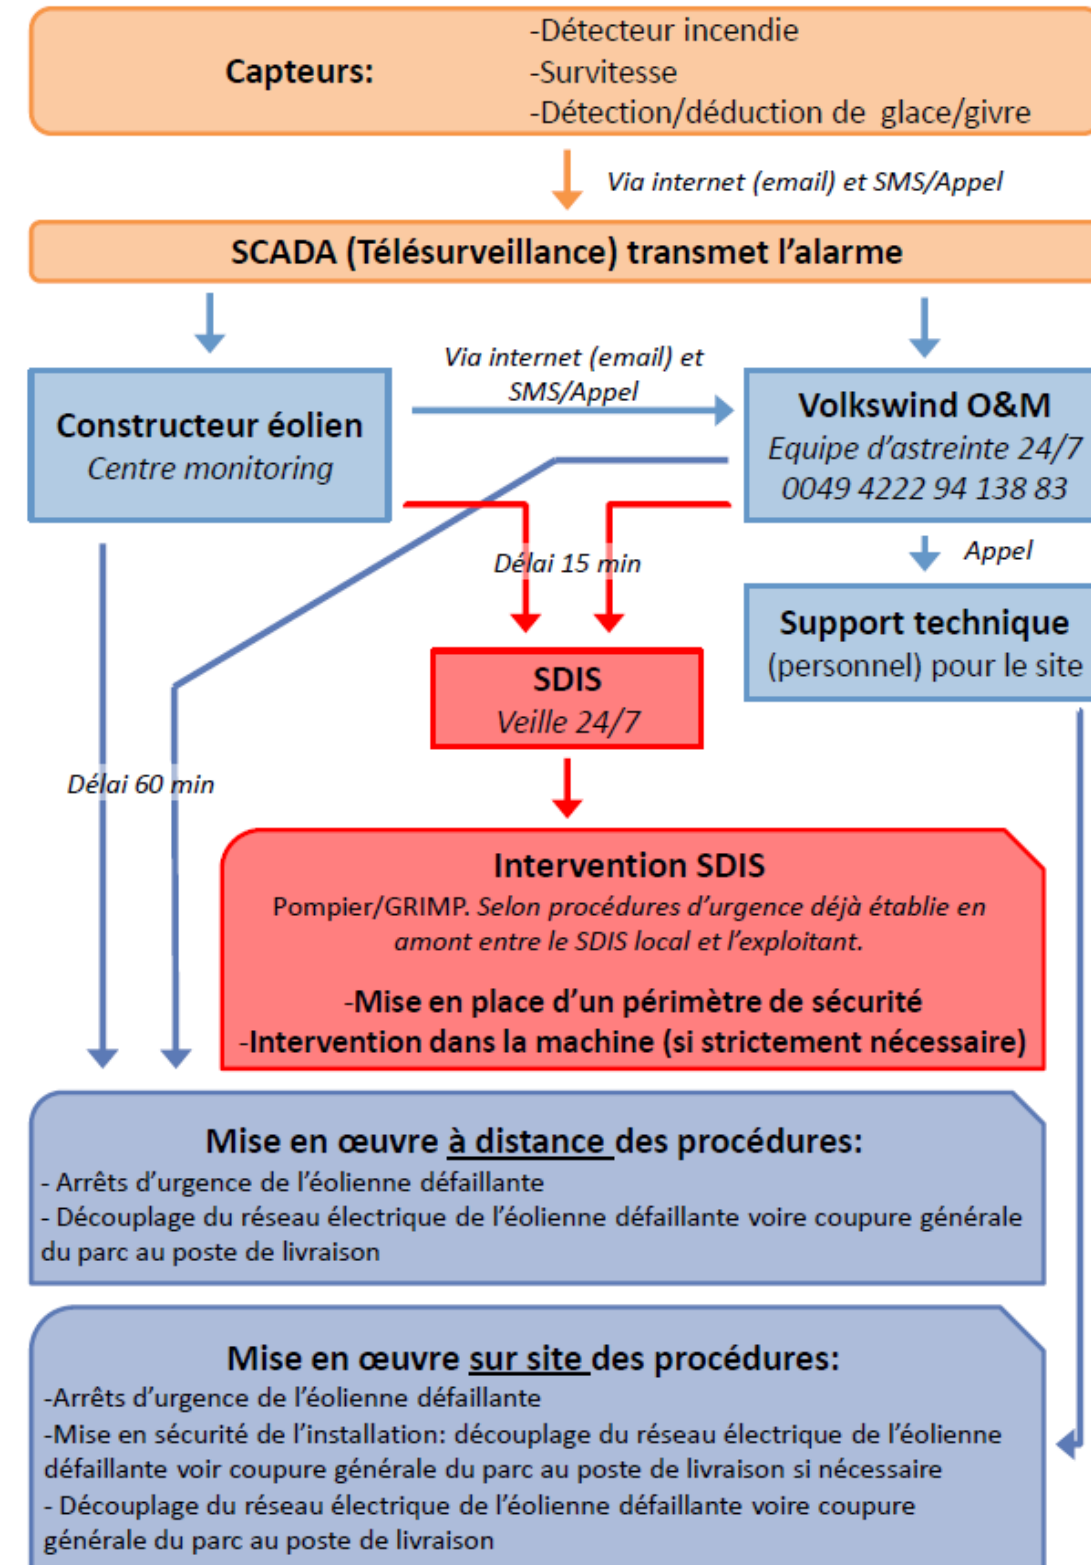 Capteurs:
-Détecteur incendie
-Survitesse
-Détection/déduction de glace/givre
Via internet (email) et SMS/Appel
SCADA (Télésurveillance) transmet l’alarme
Via internet (email) et
SMS/Appel
Constructeur éolien
Centre monitoring
Volkswind O&M
Equipe d’astreinte 24/7
0049 4222 94 138 83
Délai 15 min
Appel
Support technique
(personnel) pour le site
SDIS
Veille 24/7
Délai 60 min
Intervention SDIS
Pompier/GRIMP. Selon procédures d’urgence déjà établie en
amont entre le SDIS local et l’exploitant.
-Mise en place d’un périmètre de sécurité
-Intervention dans la machine (si strictement nécessaire)
Mise en œuvre à distance des procédures:
- Arrêts d’urgence de l’éolienne défaillante
- Découplage du réseau électrique de l’éolienne défaillante voire coupure générale
du parc au poste de livraison
Mise en œuvre sur site des procédures:
-Arrêts d’urgence de l’éolienne défaillante
-Mise en sécurité de l’installation: découplage du réseau électrique de l’éolienne
défaillante voir coupure générale du parc au poste de livraison si nécessaire
- Découplage du réseau électrique de l’éolienne défaillante voire coupure
générale du parc au poste de livraison